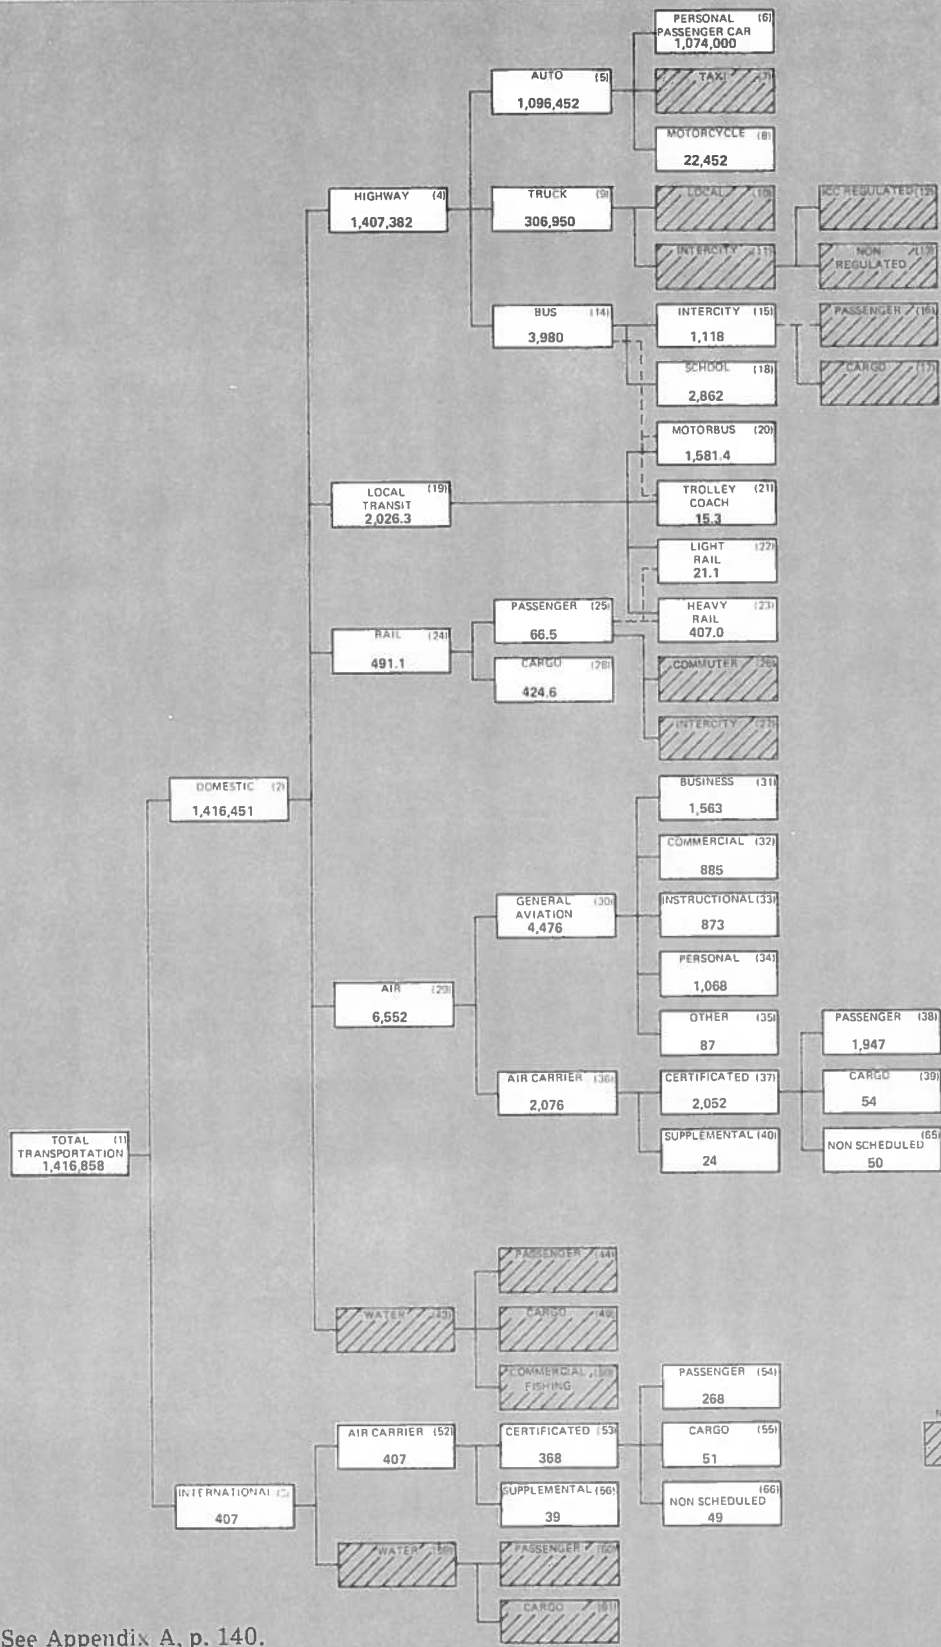 PERSONAL (6)
PASSENGER CAR
1,074,000
AUTO (5)
1,096,452
TAXI (7)
MOTORCYCLE (8)
22,452
HIGHWAY (4)
1,407,382
TRUCK (9)
306,950
LOCAL (10)
ICC REGULATED (12)
INTERCITY (11)
NON (13)
REGULATED
BUS (14)
3,980
INTERCITY (15)
1,118
PASSENGER (16)
SCHOOL (18)
2,862
CARGO (17)
MOTORBUS (20)
1,581.4
LOCAL (19)
TRANSIT
2,026.3
TROLLEY (21)
COACH
15.3
LIGHT (22)
RAIL
21.1
PASSENGER (25)
66.5
HEAVY (23)
RAIL
407.0
RAIL (24)
491.1
CARGO (28)
424.6
COMMUTER (26)
INTERCITY (27)
DOMESTIC (2)
1,416,451
BUSINESS (31)
1,563
COMMERCIAL (32)
885
GENERAL (30)
AVIATION
4,476
INSTRUCTIONAL (33)
873
PERSONAL (34)
1,068
AIR (29)
6,552
OTHER (35)
87
PASSENGER (38)
1,947
AIR CARRIER (36)
2,076
CERTIFICATED (37)
2,052
CARGO (39)
54
TOTAL (1)
TRANSPORTATION
1,416,858
SUPPLEMENTAL (40)
24
(65)
NON SCHEDULED
50
PASSENGER (44)
WATER (43)
CARGO
COMMERCIAL
FISHING
PASSENGER (54)
268
AIR CARRIER (52)
407
CERTIFICATED (53)
368
CARGO (55)
51
INTERNATIONAL
407
SUPPLEMENTAL (56)
39
(66)
NON SCHEDULED
49
WATER
PASSENGER (60)
CARGO (61)
See Appendix A, p. 140.